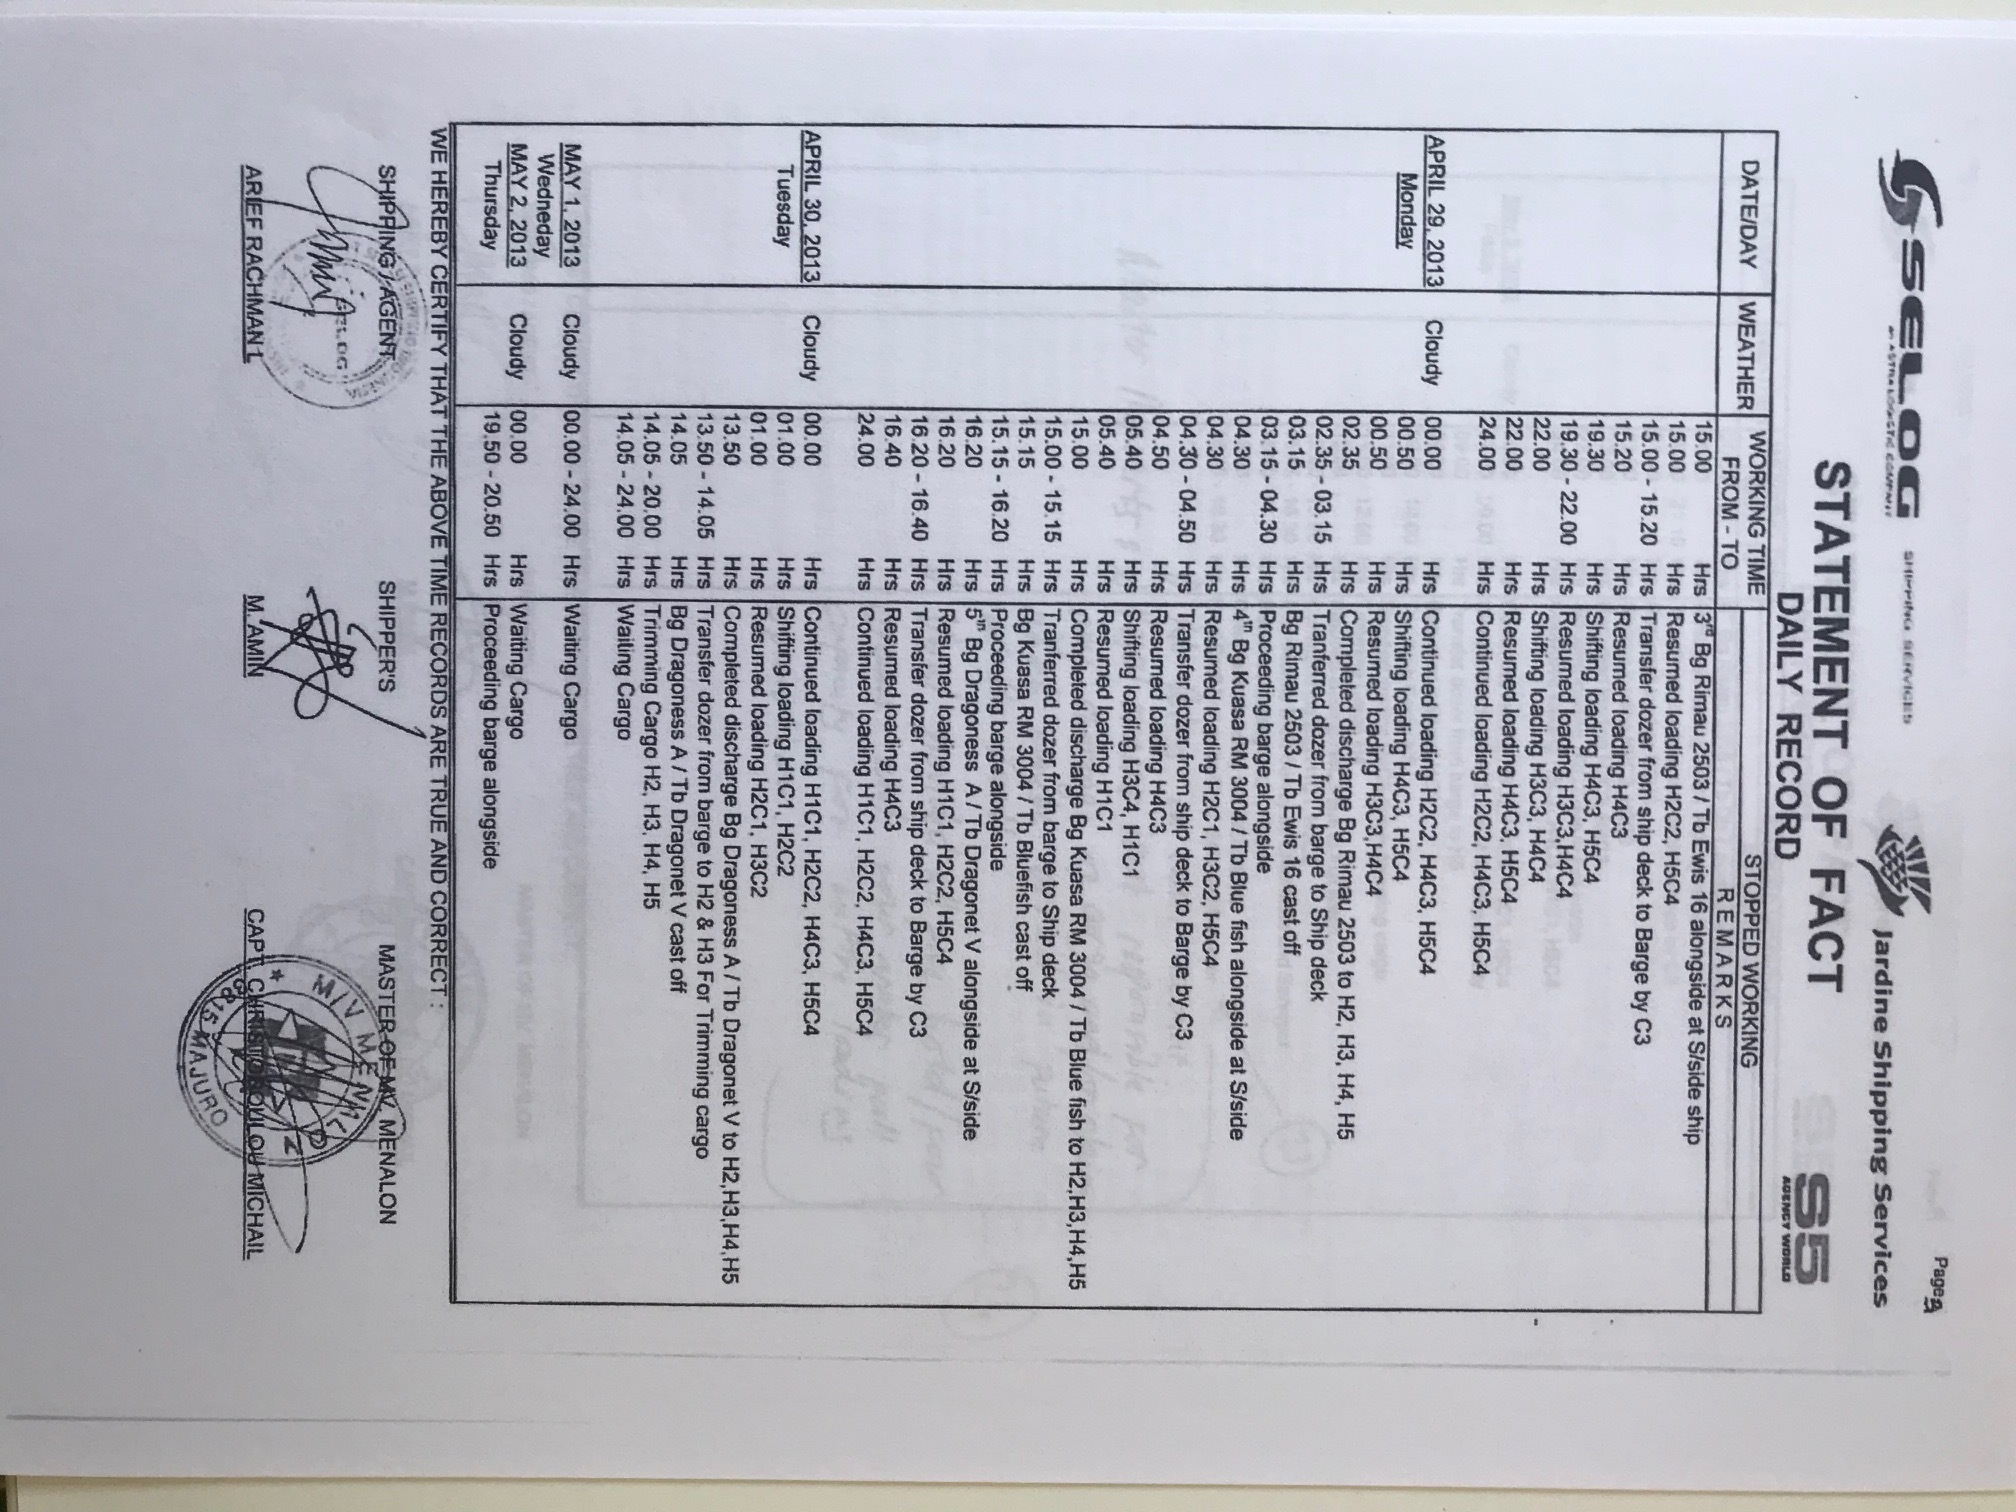 Page
SELOG SHIPPING SERVICES
an ASTRA LOGISTIC COMPANY
Jardine Shipping Services
STATEMENT OF FACT
DAILY RECORD
S5
AGENCY WORLD
DATE/DAY WEATHER WORKING TIME FROM - TO STOPPED WORKING
REMARKS
15.00 Hrs 3rd Bg Rimau 2503 / Tb Ewis 16 alongside at S/side ship
15.00 Hrs Resumed loading H2C2, H5C4
15.00 - 15.20 Hrs Transfer dozer from ship deck to Barge by C3
15.20 Hrs Resumed loading H4C3
19.30 Hrs Shifting loading H4C3, H5C4
19.30 - 22.00 Hrs Resumed loading H3C3,H4C4
22.00 Hrs Shifting loading H3C3, H4C4
22.00 Hrs Resumed loading H4C3, H5C4
24.00 Hrs Continued loading H2C2, H4C3, H5C4
APRIL 29, 2013 Cloudy 00.00 Hrs Continued loading H2C2, H4C3, H5C4
Monday 00.50 Hrs Shifting loading H4C3, H5C4
00.50 Hrs Resumed loading H3C3,H4C4
02.35 Hrs Completed discharge Bg Rimau 2503 to H2, H3, H4, H5
02.35 - 03.15 Hrs Tranferred dozer from barge to Ship deck
03.15 Hrs Bg Rimau 2503 / Tb Ewis 16 cast off
03.15 - 04.30 Hrs Proceeding barge alongside
04.30 Hrs 4th Bg Kuasa RM 3004 / Tb Blue fish alongside at S/side
04.30 Hrs Resumed loading H2C1, H3C2, H5C4
04.30 - 04.50 Hrs Transfer dozer from ship deck to Barge by C3
04.50 Hrs Resumed loading H4C3
05.40 Hrs Shifting loading H3C4, H1C1
05.40 Hrs Resumed loading H1C1
15.00 Hrs Completed discharge Bg Kuasa RM 3004 / Tb Blue fish to H2,H3,H4,H5
15.00 - 15.15 Hrs Tranferred dozer from barge to Ship deck
15.15 Hrs Bg Kuasa RM 3004 / Tb Bluefish cast off
15.15 - 16.20 Hrs Proceeding barge alongside
16.20 Hrs 5th Bg Dragoness A / Tb Dragonet V alongside at S/side
16.20 Hrs Resumed loading H1C1, H2C2, H5C4
16.20 - 16.40 Hrs Transfer dozer from ship deck to Barge by C3
16.40 Hrs Resumed loading H4C3
24.00 Hrs Continued loading H1C1, H2C2, H4C3, H5C4
APRIL 30, 2013 Cloudy 00.00 Hrs Continued loading H1C1, H2C2, H4C3, H5C4
Tuesday 01.00 Hrs Shifting loading H1C1, H2C2
01.00 Hrs Resumed loading H2C1, H3C2
13.50 Hrs Completed discharge Bg Dragoness A / Tb Dragonet V to H2,H3,H4,H5
13.50 - 14.05 Hrs Transfer dozer from barge to H2 & H3 For Trimming cargo
14.05 Hrs Bg Dragoness A / Tb Dragonet V cast off
14.05 - 20.00 Hrs Trimming Cargo H2, H3, H4, H5
14.05 - 24.00 Hrs Waiting Cargo
MAY 1, 2013 Cloudy 00.00 - 24.00 Hrs Waiting Cargo
Wedneday
MAY 2, 2013 Cloudy 00.00 Hrs Waiting Cargo
Thursday 19.50 - 20.50 Hrs Proceeding barge alongside
WE HEREBY CERTIFY THAT THE ABOVE TIME RECORDS ARE TRUE AND CORRECT :
SHIPPING / AGENT SHIPPER'S MASTER OF MV. MENALON
SELOG
M/V MENALON
ARIEF RACHMAN L M. AMIN CAPT. CHRISTOPOULOU MICHAIL
3815 MAJURO